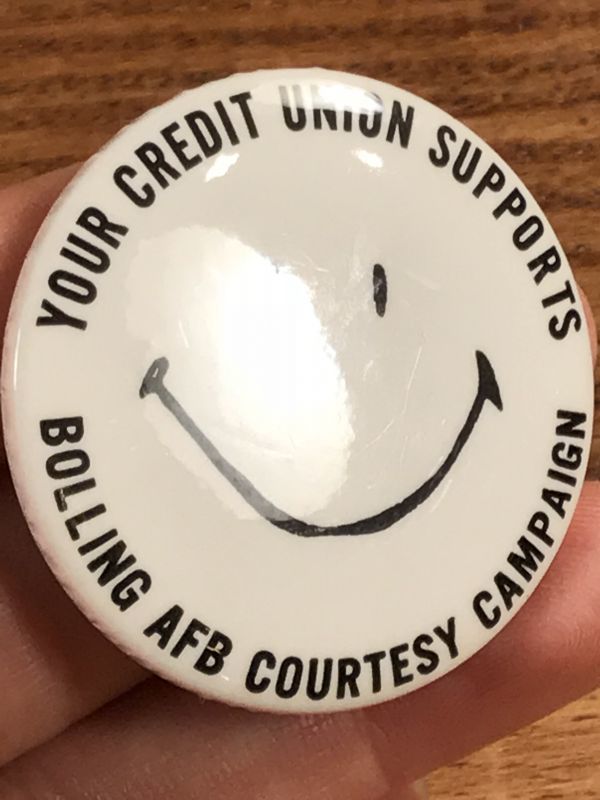 YOUR CREDIT UNION SUPPORTS
BOLLING AFB COURTESY CAMPAIGN